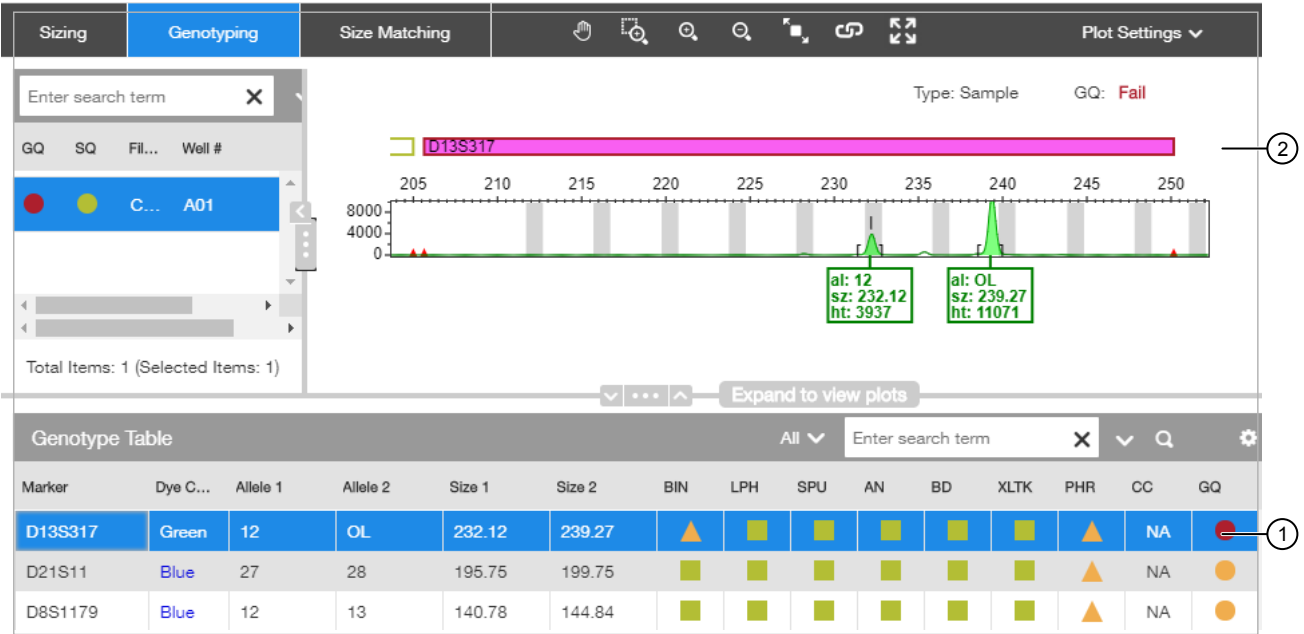 Sizing Genotyping Size Matching Plot Settings
Enter search term
Type: Sample GQ: Fail
GQ SQ Fil... Well #
D13S317
2
205 210 215 220 225 230 235 240 245 250
C... A01
8000
4000
0
al: 12 al: OL
sz: 232.12 sz: 239.27
ht: 3937 ht: 11071
Total Items: 1 (Selected Items: 1)
Expand to view plots
Genotype Table All Enter search term
Marker Dye C... Allele 1 Allele 2 Size 1 Size 2 BIN LPH SPU AN BD XLTK PHR CC GQ
D13S317 Green 12 OL 232.12 239.27 NA 1
D21S11 Blue 27 28 195.75 199.75 NA
D8S1179 Blue 12 13 140.78 144.84 NA